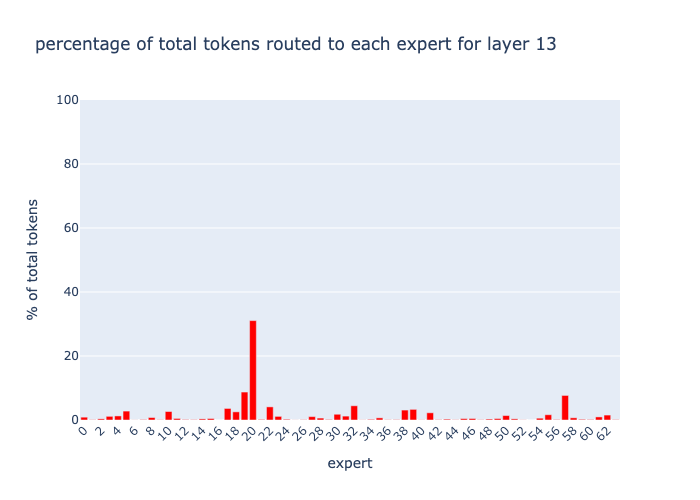 percentage of total tokens routed to each expert for layer 13
100
80
60
40
20
0
% of total tokens
0 2 4 6 8 10 12 14 16 18 20 22 24 26 28 30 32 34 36 38 40 42 44 46 48 50 52 54 56 58 60 62
expert